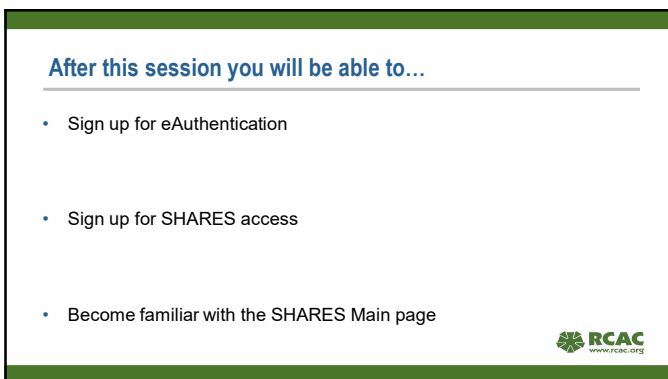 After this session you will be able to…
• Sign up for eAuthentication
• Sign up for SHARES access
• Become familiar with the SHARES Main page
RCAC
www.rcac.org